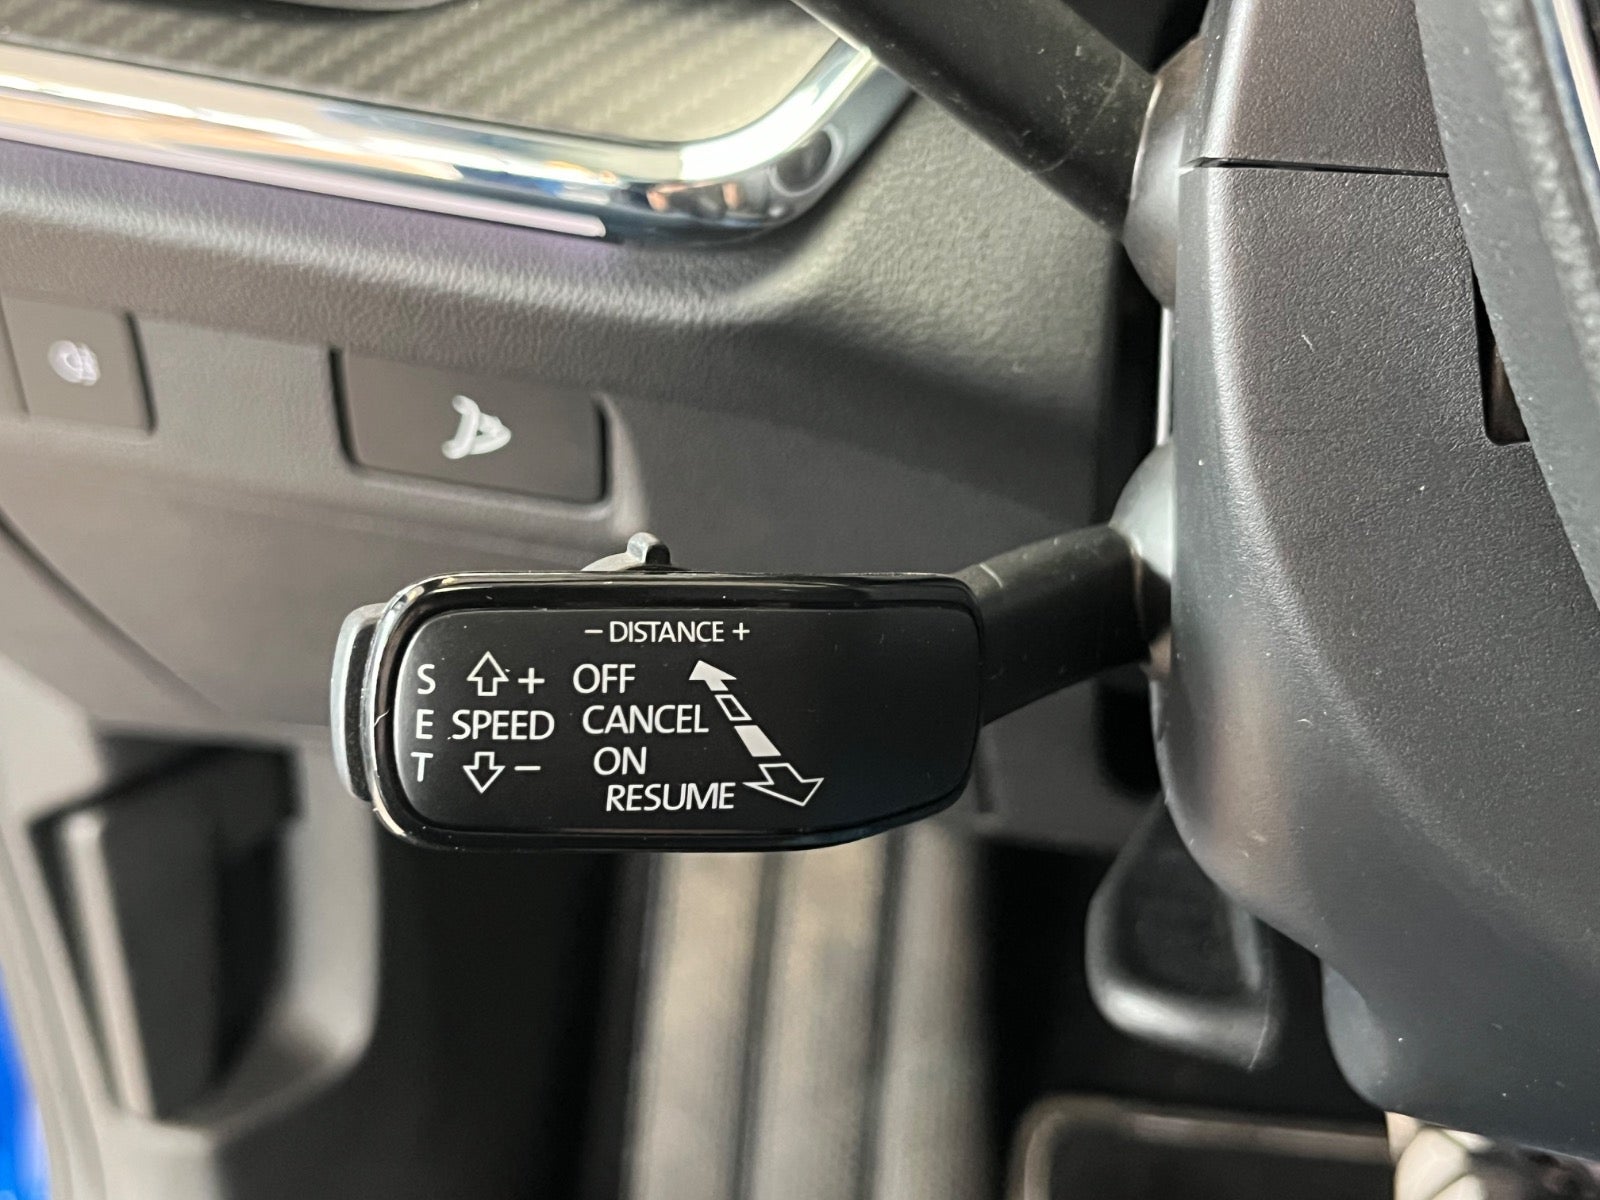 – DISTANCE +
S + OFF
E SPEED CANCEL
T – ON
RESUME